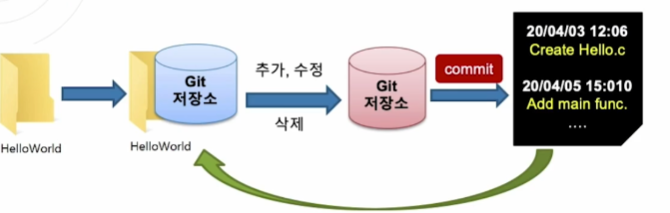 HelloWorld
Git
저장소
HelloWorld
추가, 수정
삭제
Git
저장소
commit
20/04/03 12:06
Create Hello.c
20/04/05 15:010
Add main func.
....